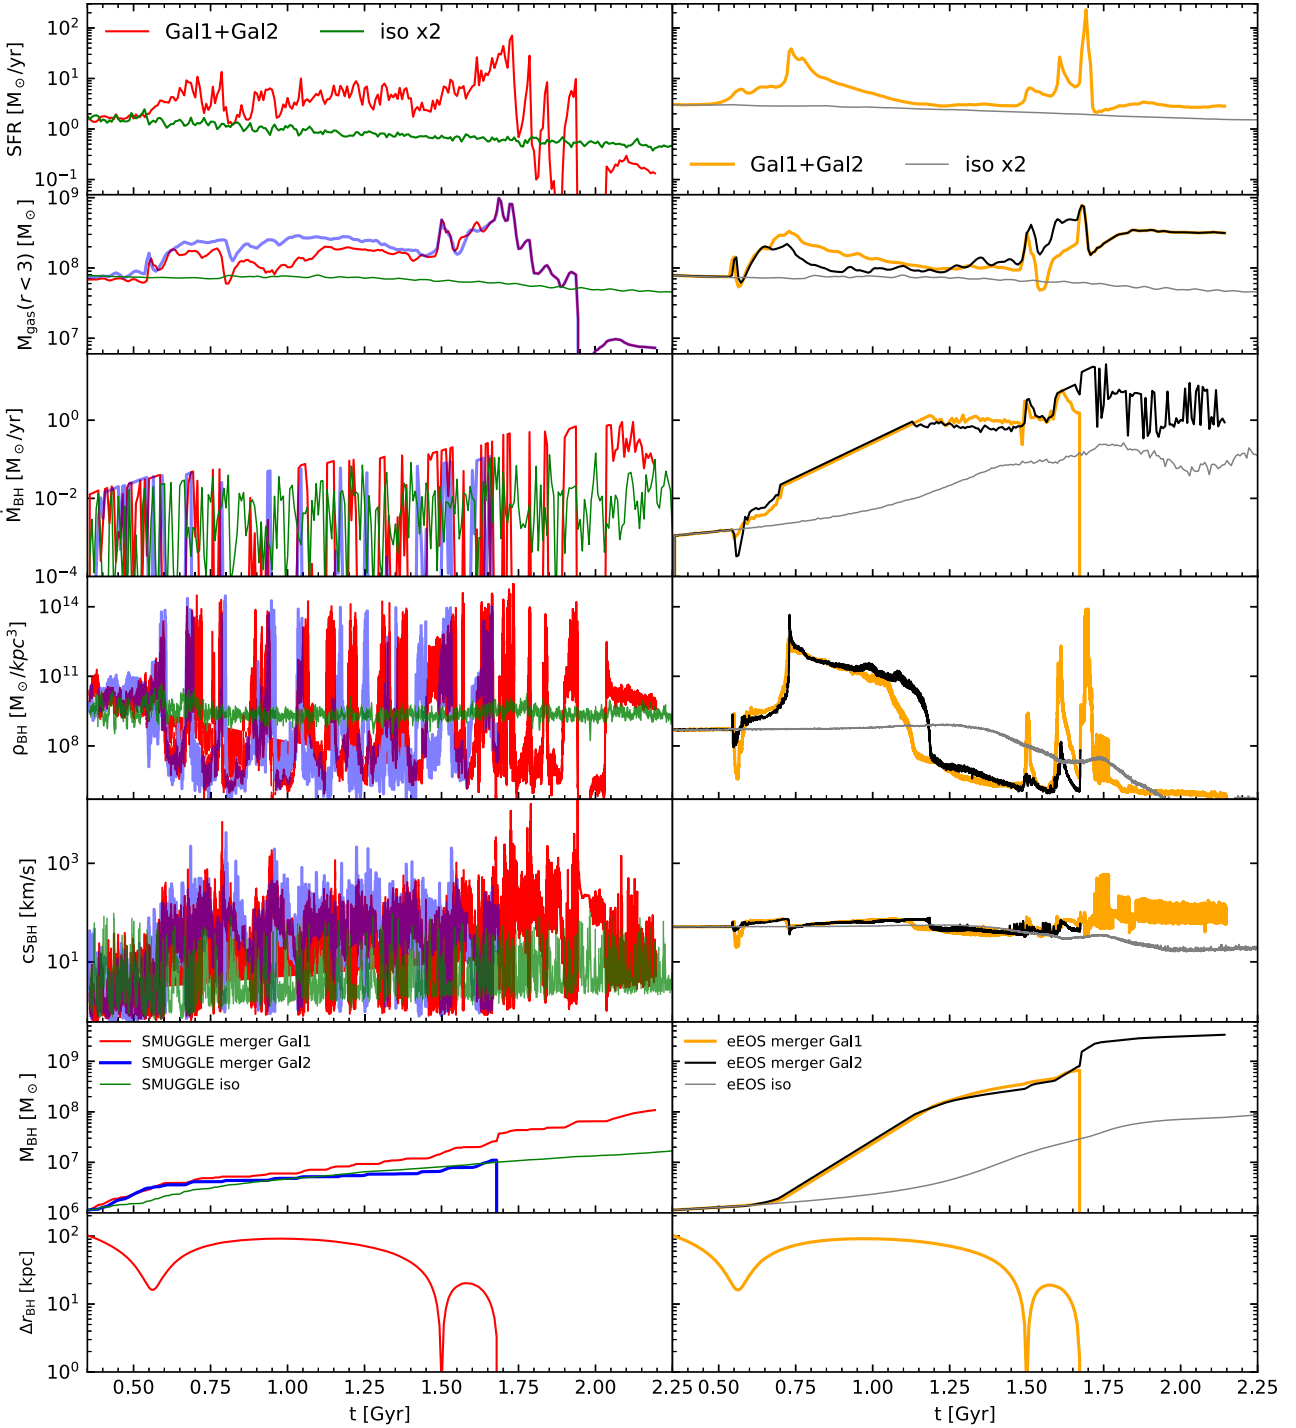 Gal1+Gal2 iso x2
SFR [M⊙/yr]
10² 10¹ 10⁰ 10⁻¹
Gal1+Gal2 iso x2
M_gas(r < 3) [M⊙]
10⁹ 10⁸ 10⁷
Ṁ_BH [M⊙/yr]
10⁰ 10⁻² 10⁻⁴
ρ_BH [M⊙/kpc³]
10¹⁴ 10¹¹ 10⁸
cs_BH [km/s]
10³ 10¹
M_BH [M⊙]
10⁹ 10⁸ 10⁷ 10⁶
SMUGGLE merger Gal1
SMUGGLE merger Gal2
SMUGGLE iso
eEOS merger Gal1
eEOS merger Gal2
eEOS iso
Δr_BH [kpc]
10² 10¹ 10⁰
0.50 0.75 1.00 1.25 1.50 1.75 2.00 2.25 0.50 0.75 1.00 1.25 1.50 1.75 2.00 2.25
t [Gyr] t [Gyr]